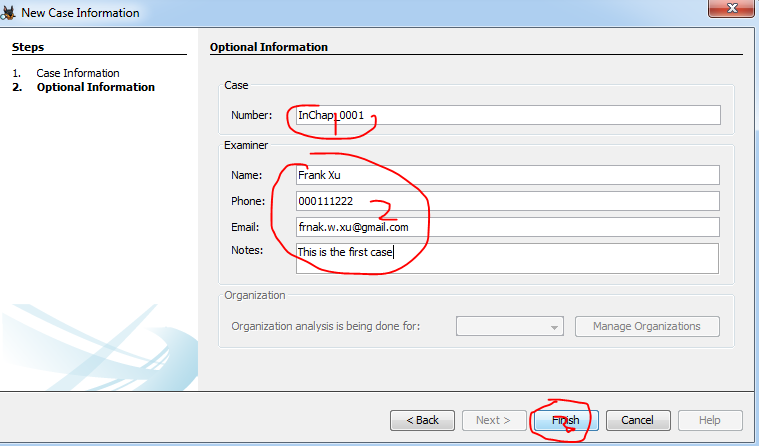 New Case Information
Steps
1. Case Information
2. Optional Information
Optional Information
Case
Number: InChap_0001
1
Examiner
Name: Frank Xu
Phone: 000111222
2
Email: frnak.w.xu@gmail.com
Notes: This is the first case
Organization
Organization analysis is being done for: Manage Organizations
< Back Next > Finish Cancel Help
3